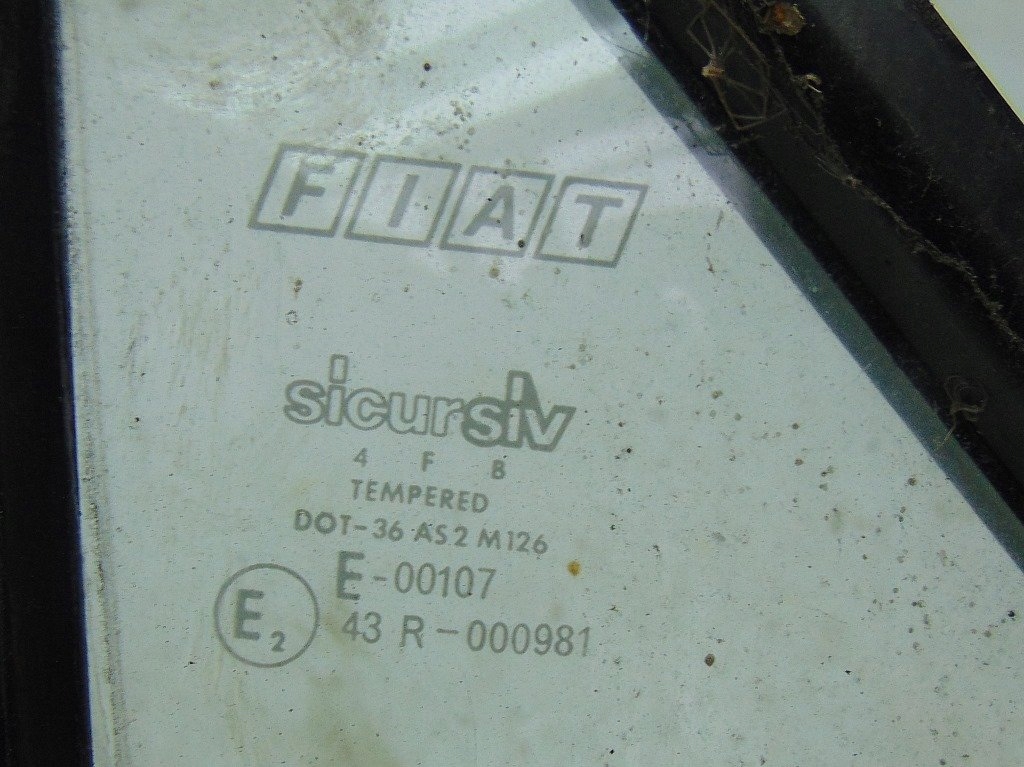 FIAT
sicursiv
4 F B
TEMPERED
DOT-36 AS2 M126
E-00107
E2 43 R-000981